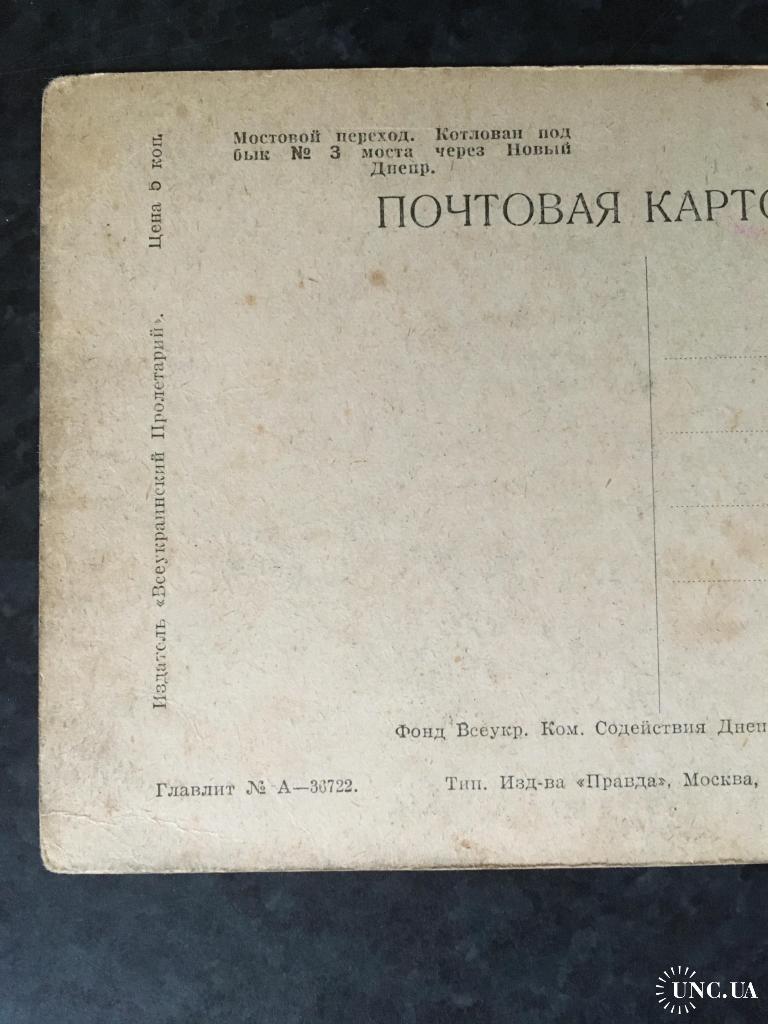 Мостовой переход. Котлован под
бык № 3 моста через Новый
Днепр.
ПОЧТОВАЯ КАРТО
Издатель «Всеукраинский Пролетарий». Цена 5 коп.
Фонд Всеукр. Ком. Содействия Днеп
Главлит № А—36722.
Тип. Изд-ва «Правда», Москва,
UNC.UA